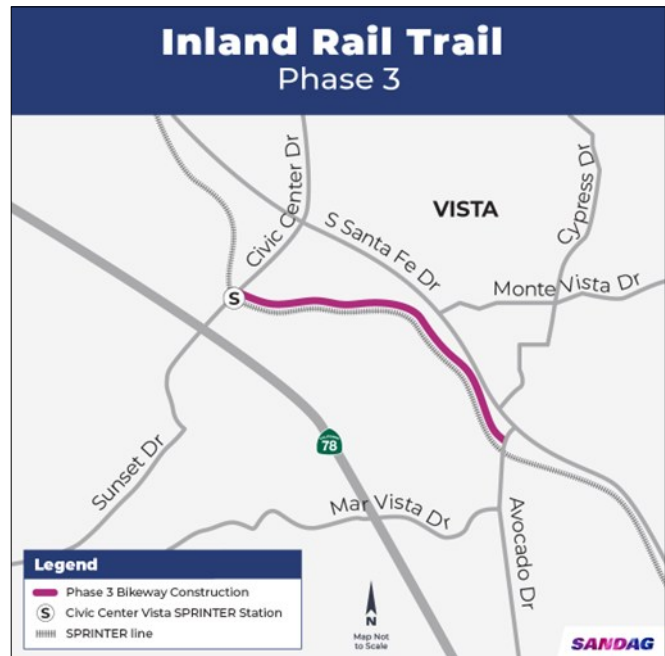 Inland Rail Trail
Phase 3
Civic Center Dr
S Santa Fe Dr
VISTA
Cypress Dr
Monte Vista Dr
S
CALIFORNIA
78
Sunset Dr
Mar Vista Dr
Avocado Dr
Legend
Phase 3 Bikeway Construction
S Civic Center Vista SPRINTER Station
SPRINTER line
N
Map Not
to Scale
SANDAG